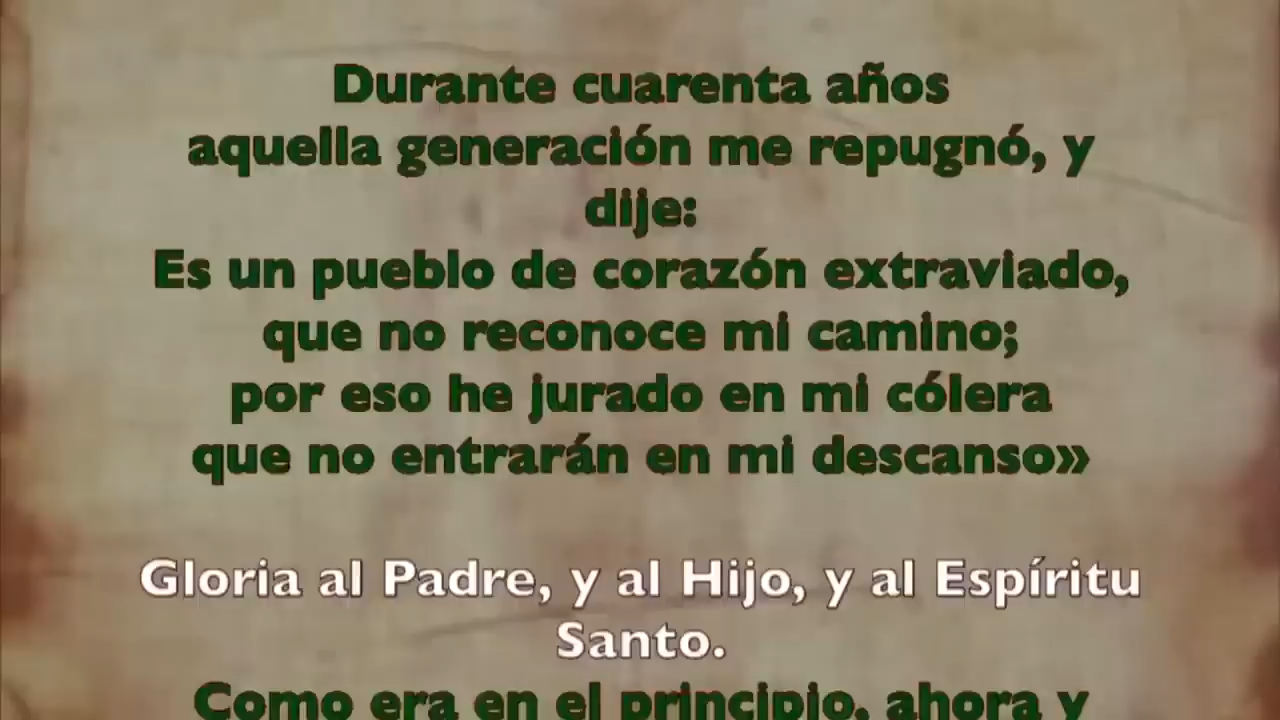 Durante cuarenta años
aquella generación me repugnó, y
dije:
Es un pueblo de corazón extraviado,
que no reconoce mi camino;
por eso he jurado en mi cólera
que no entrarán en mi descanso»
Gloria al Padre, y al Hijo, y al Espíritu
Santo.
Como era en el principio, ahora y